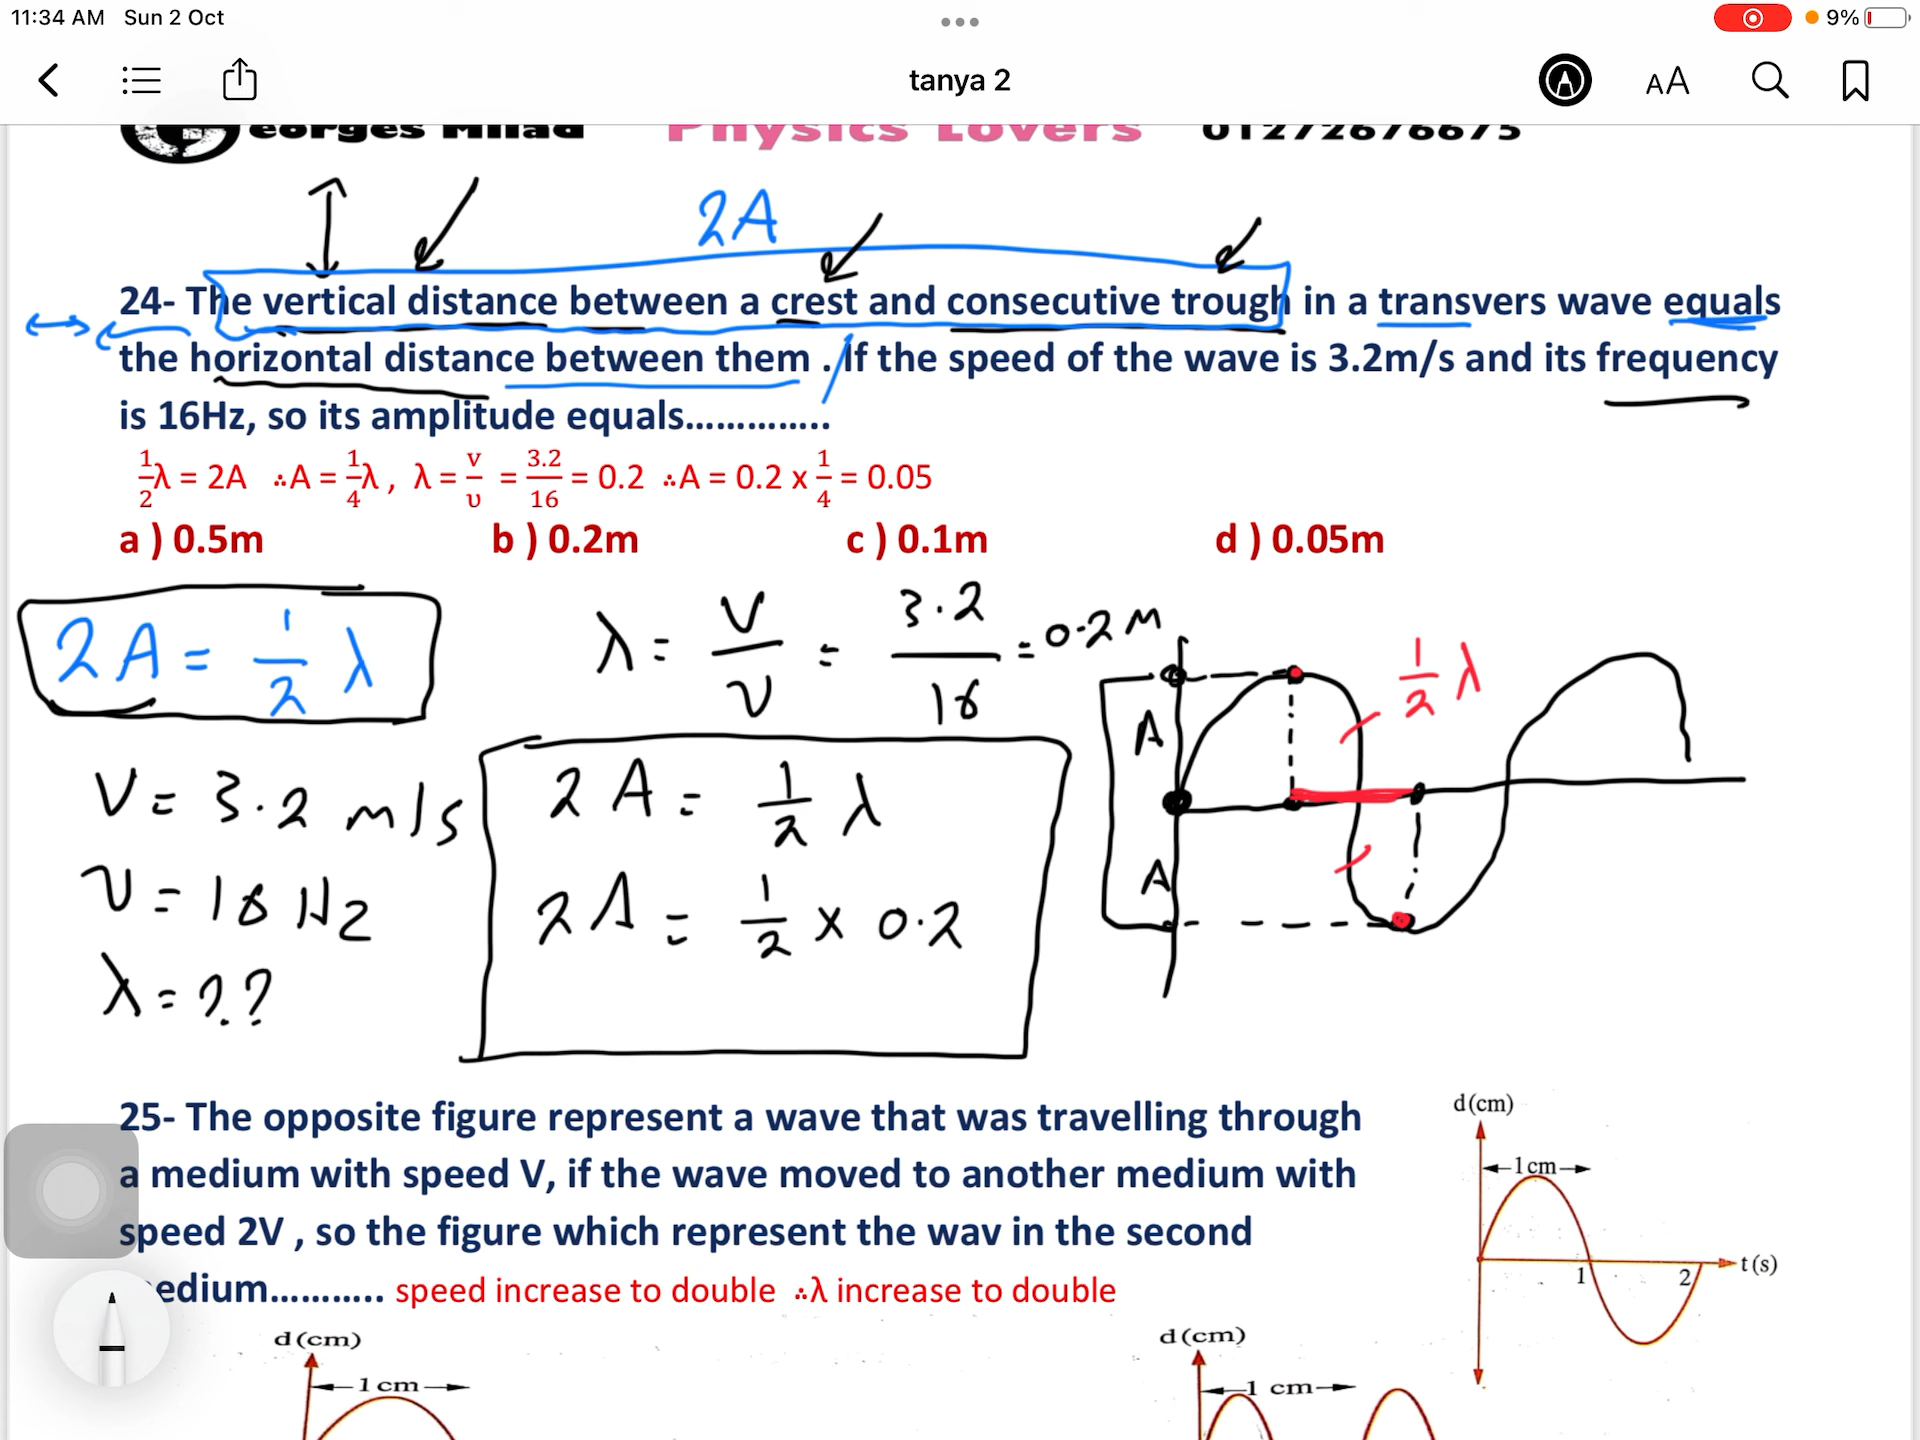 11:34 AM Sun 2 Oct
9%
tanya 2
AA
eorges Milad Physics Lovers 01272676675
2A
24- The vertical distance between a crest and consecutive trough in a transvers wave equals
the horizontal distance between them . If the speed of the wave is 3.2m/s and its frequency
is 16Hz, so its amplitude equals..............
½λ = 2A ∴A = ¼λ , λ = v/υ = 3.2/16 = 0.2 ∴A = 0.2 x ¼ = 0.05
a ) 0.5m b ) 0.2m c ) 0.1m d ) 0.05m
2A = ½ λ
λ = V/ν = 3.2/16 = 0.2 M
½ λ
A
A
V = 3.2 m/s
ν = 16 Hz
λ = ??
2A = ½ λ
2A = ½ x 0.2
25- The opposite figure represent a wave that was travelling through
a medium with speed V, if the wave moved to another medium with
speed 2V , so the figure which represent the wav in the second
edium........... speed increase to double ∴λ increase to double
d(cm)
1cm
t(s)
1
2
d(cm)
1 cm
d(cm)
1 cm